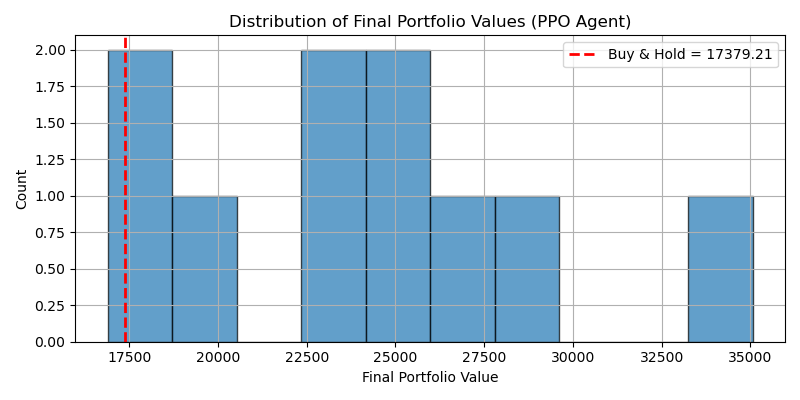 Distribution of Final Portfolio Values (PPO Agent)
Buy & Hold = 17379.21
Count
2.00
1.75
1.50
1.25
1.00
0.75
0.50
0.25
0.00
17500 20000 22500 25000 27500 30000 32500 35000
Final Portfolio Value